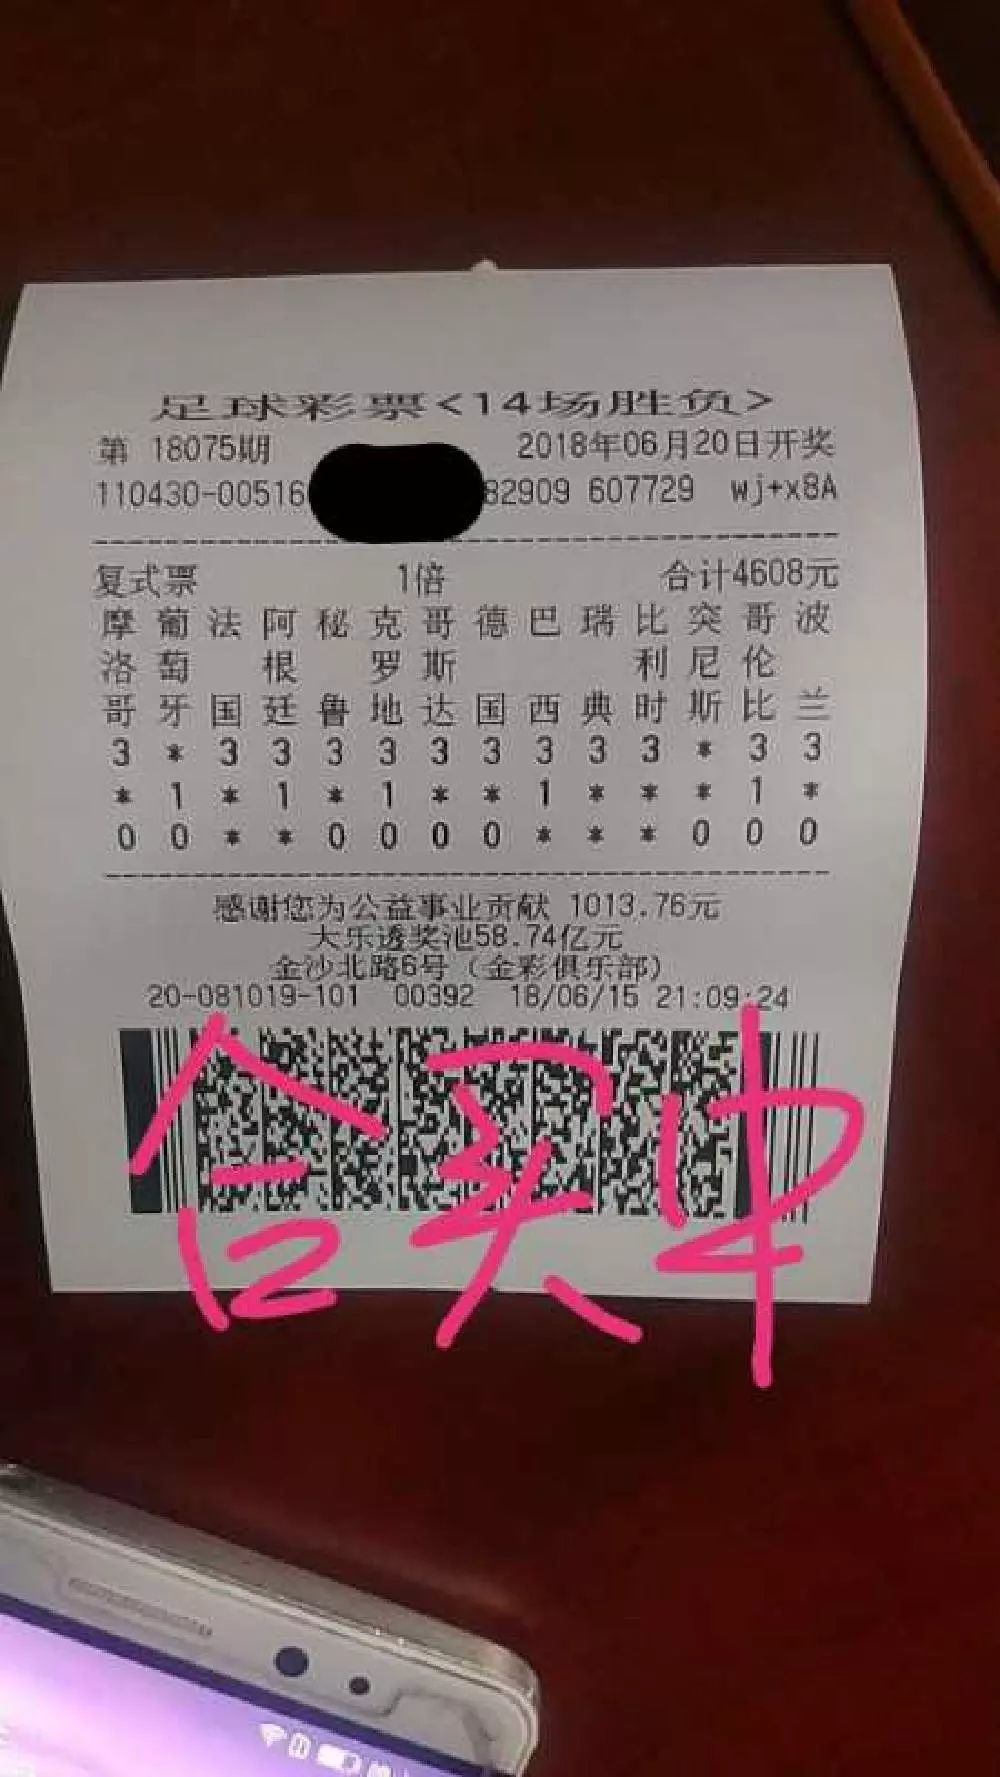 足球彩票<14场胜负>
第 18075期 2018年06月20日开奖
110430-00516 82909 607729 wj+x8A
复式票 1倍 合计4608元
摩 葡 法 阿 秘 克 哥 德 巴 瑞 比 突 哥 波
洛 萄 根 罗 斯 利 尼 伦
哥 牙 国 廷 鲁 地 达 国 西 典 时 斯 比 兰
3 * 3 3 3 3 3 3 3 3 3 * 3 3
* 1 * 1 * 1 * * 1 * * * 1 *
0 0 * * 0 0 0 0 * * * 0 0 0
感谢您为公益事业贡献 1013.76元
大乐透奖池58.74亿元
金沙北路6号（金彩俱乐部）
20-081019-101 00392 18/06/15 21:09:24
合买中